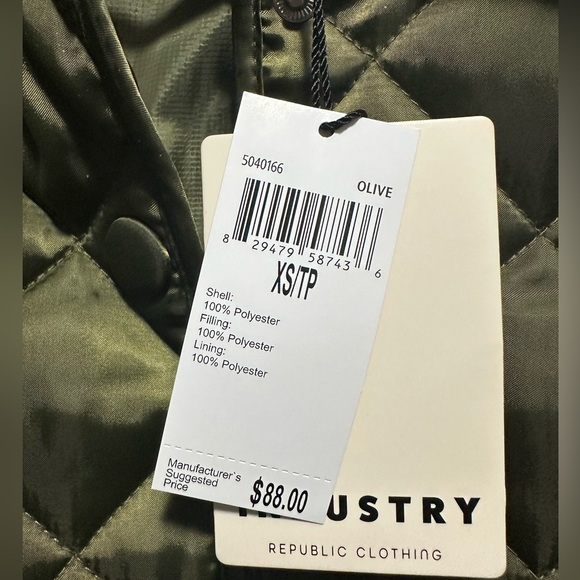 5040166
OLIVE
8 29479 58743 6
XS/TP
Shell:
100% Polyester
Filling:
100% Polyester
Lining:
100% Polyester
Manufacturer`s
Suggested
Price
$88.00
USTRY
REPUBLIC CLOTHING